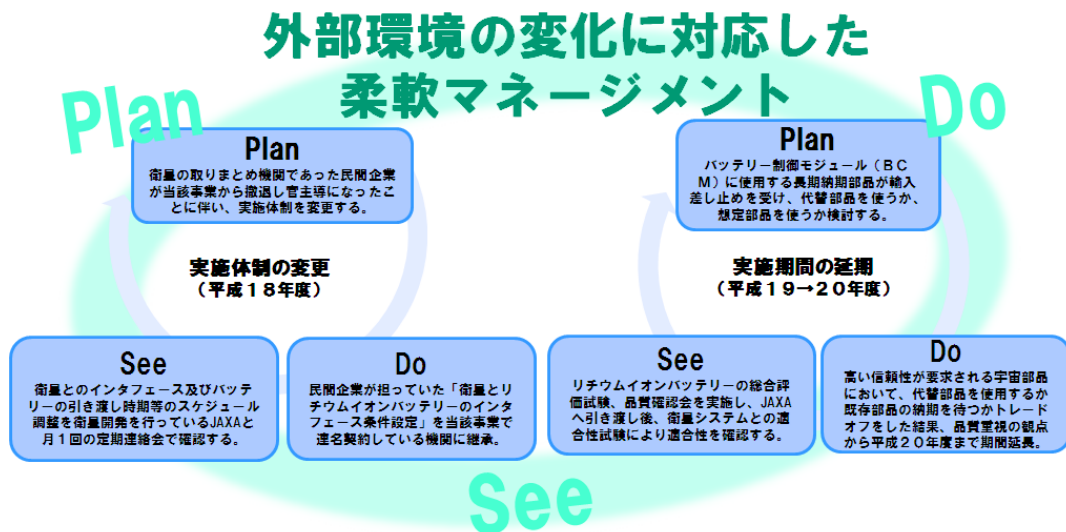 外部環境の変化に対応した
柔軟マネージメント
Plan
Do
Plan
衛星の取りまとめ機関であった民間企業
が当該事業から撤退し官主導になったこ
とに伴い、実施体制を変更する。
Plan
バッテリー制御モジュール（ＢＣ
Ｍ）に使用する長期納期部品が輸入
差し止めを受け、代替部品を使うか、
想定部品を使うか検討する。
実施体制の変更
（平成１８年度）
実施期間の延期
（平成１９→２０年度）
See
衛星とのインタフェース及びバッテ
リーの引き渡し時期等のスケジュール
調整を衛星開発を行っているJAXAと
月１回の定期連絡会で確認する。
Do
民間企業が担っていた「衛星とリ
チウムイオンバッテリーのインタ
フェース条件設定」を当該事業で
連名契約している機関に継承。
See
リチウムイオンバッテリーの総合評
価試験、品質確認会を実施し、JAXA
へ引き渡し後、衛星システムとの適
合性試験により適合性を確認する。
Do
高い信頼性が要求される宇宙部品
において、代替部品を使用するか
既存部品の納期を待つかトレード
オフをした結果、品質重視の観点
から平成２０年度まで期間延長。
See